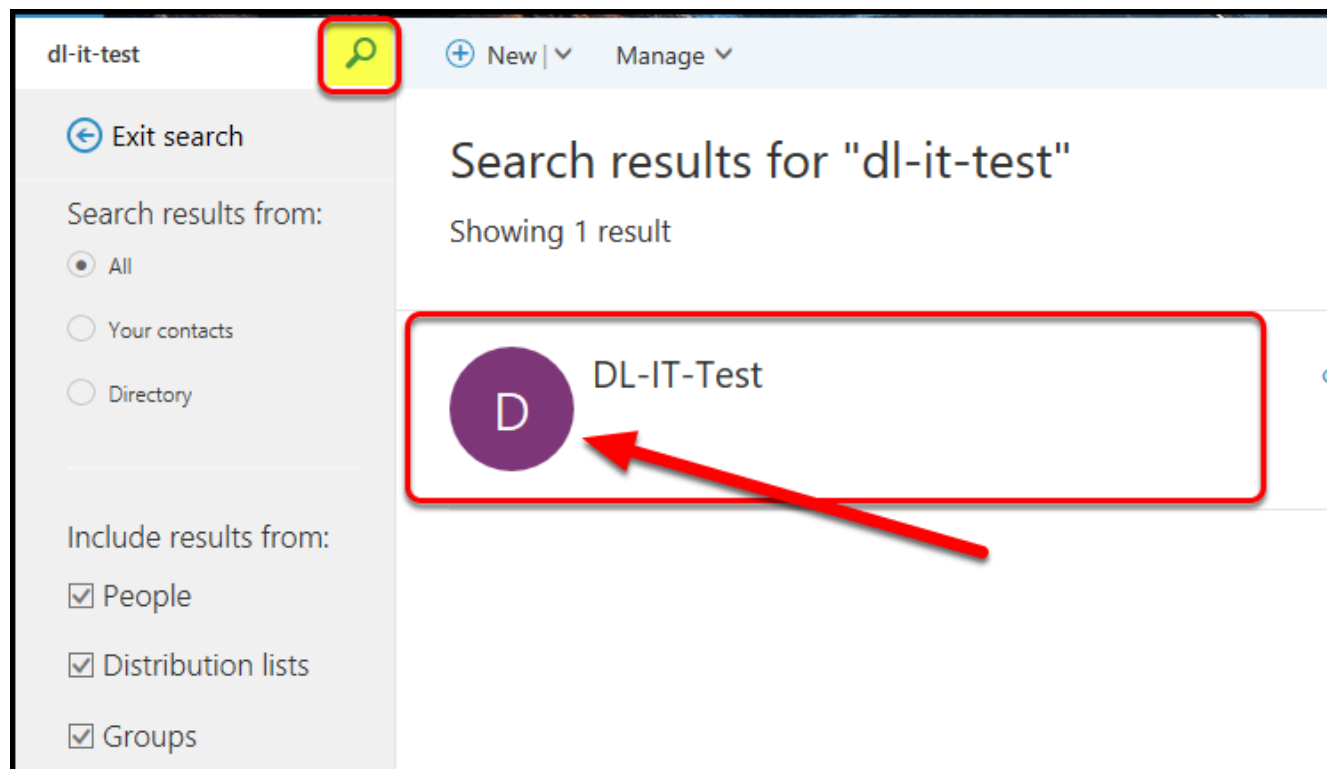 dl-it-test
New | Manage
Exit search
Search results from:
All
Your contacts
Directory
Include results from:
People
Distribution lists
Groups
Search results for "dl-it-test"
Showing 1 result
D
DL-IT-Test